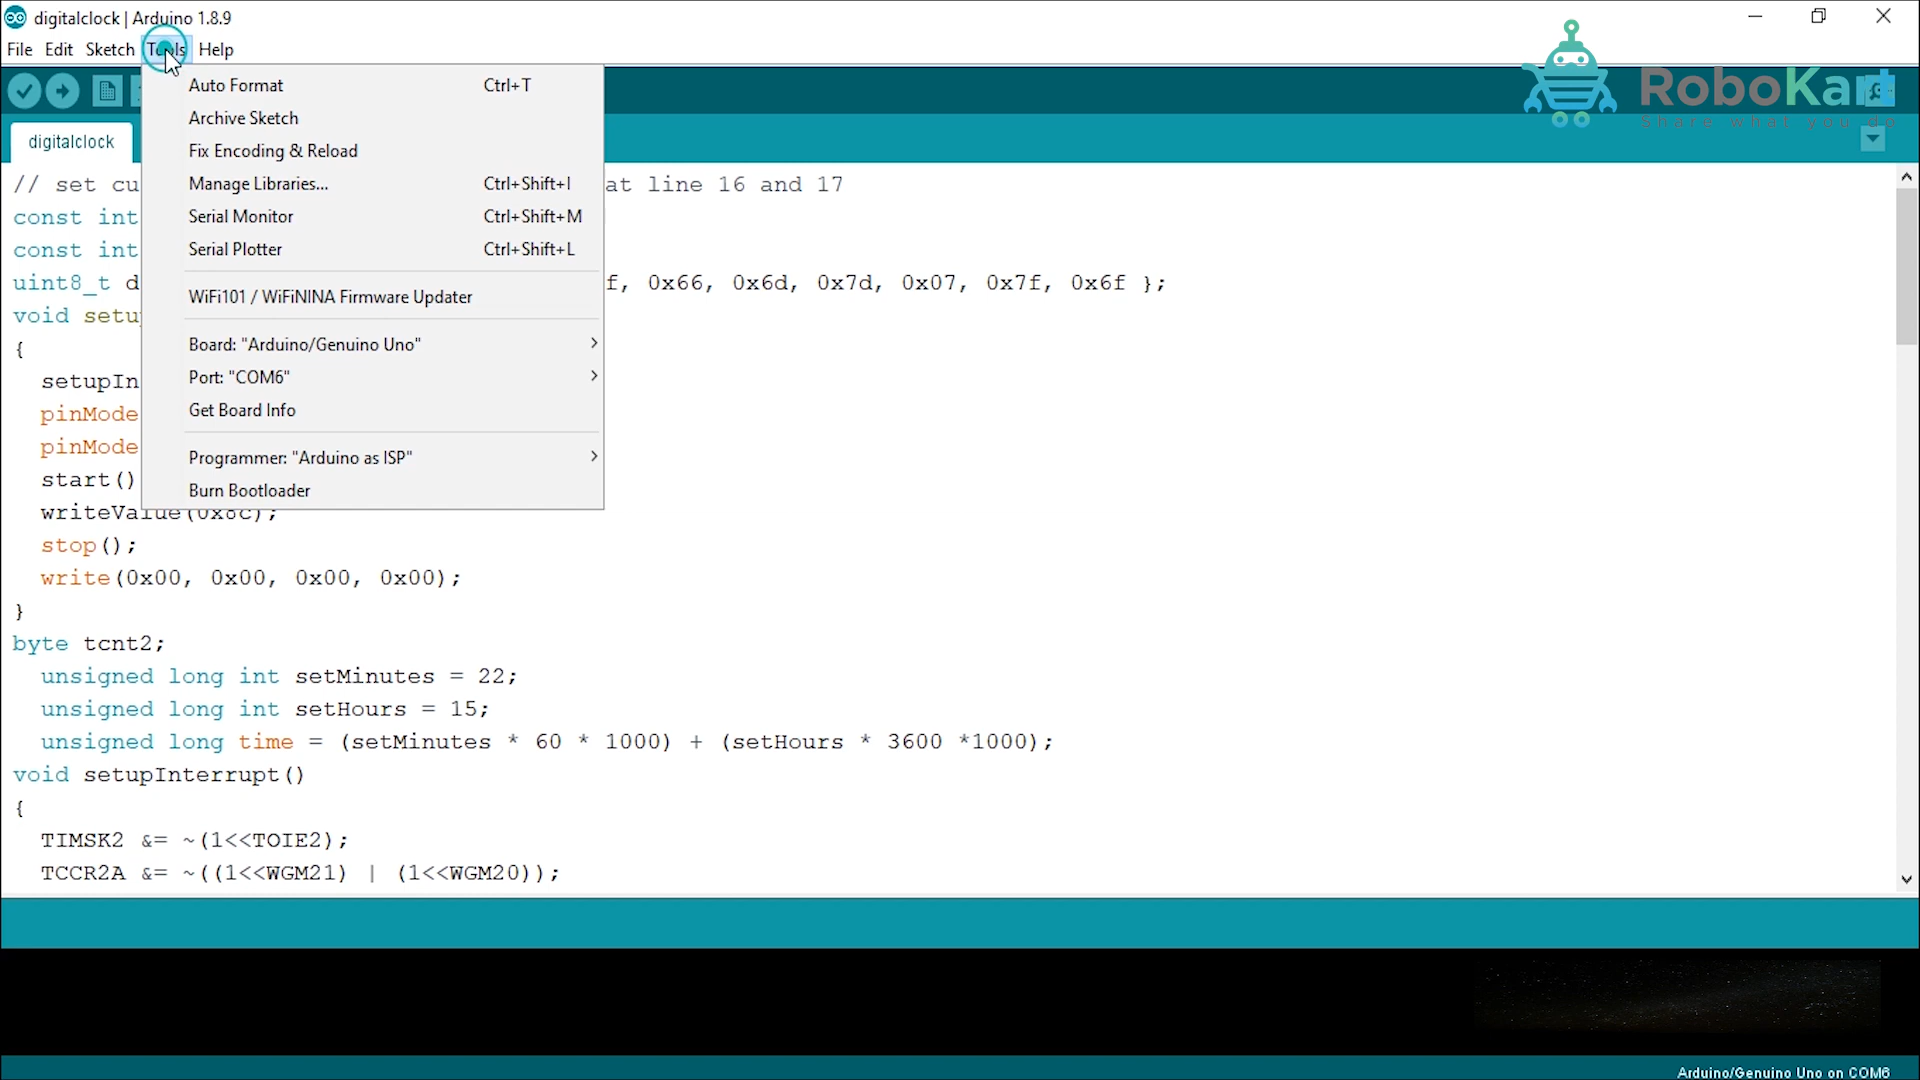 digitalclock | Arduino 1.8.9
File Edit Sketch Tools Help
RoboKart
Share what you do
Auto Format Ctrl+T
Archive Sketch
Fix Encoding & Reload
Manage Libraries... Ctrl+Shift+I
Serial Monitor Ctrl+Shift+M
Serial Plotter Ctrl+Shift+L
WiFi101 / WiFiNINA Firmware Updater
Board: "Arduino/Genuino Uno"
Port: "COM6"
Get Board Info
Programmer: "Arduino as ISP"
Burn Bootloader
digitalclock
// set cu at line 16 and 17
const int
const int
uint8_t d f, 0x66, 0x6d, 0x7d, 0x07, 0x7f, 0x6f };
void setu
{
setupIn
pinMode
pinMode
start()
writeValue(0x8c);
stop();
write(0x00, 0x00, 0x00, 0x00);
}
byte tcnt2;
unsigned long int setMinutes = 22;
unsigned long int setHours = 15;
unsigned long time = (setMinutes * 60 * 1000) + (setHours * 3600 *1000);
void setupInterrupt()
{
TIMSK2 &= ~(1<<TOIE2);
TCCR2A &= ~((1<<WGM21) | (1<<WGM20));
Arduino/Genuino Uno on COM6